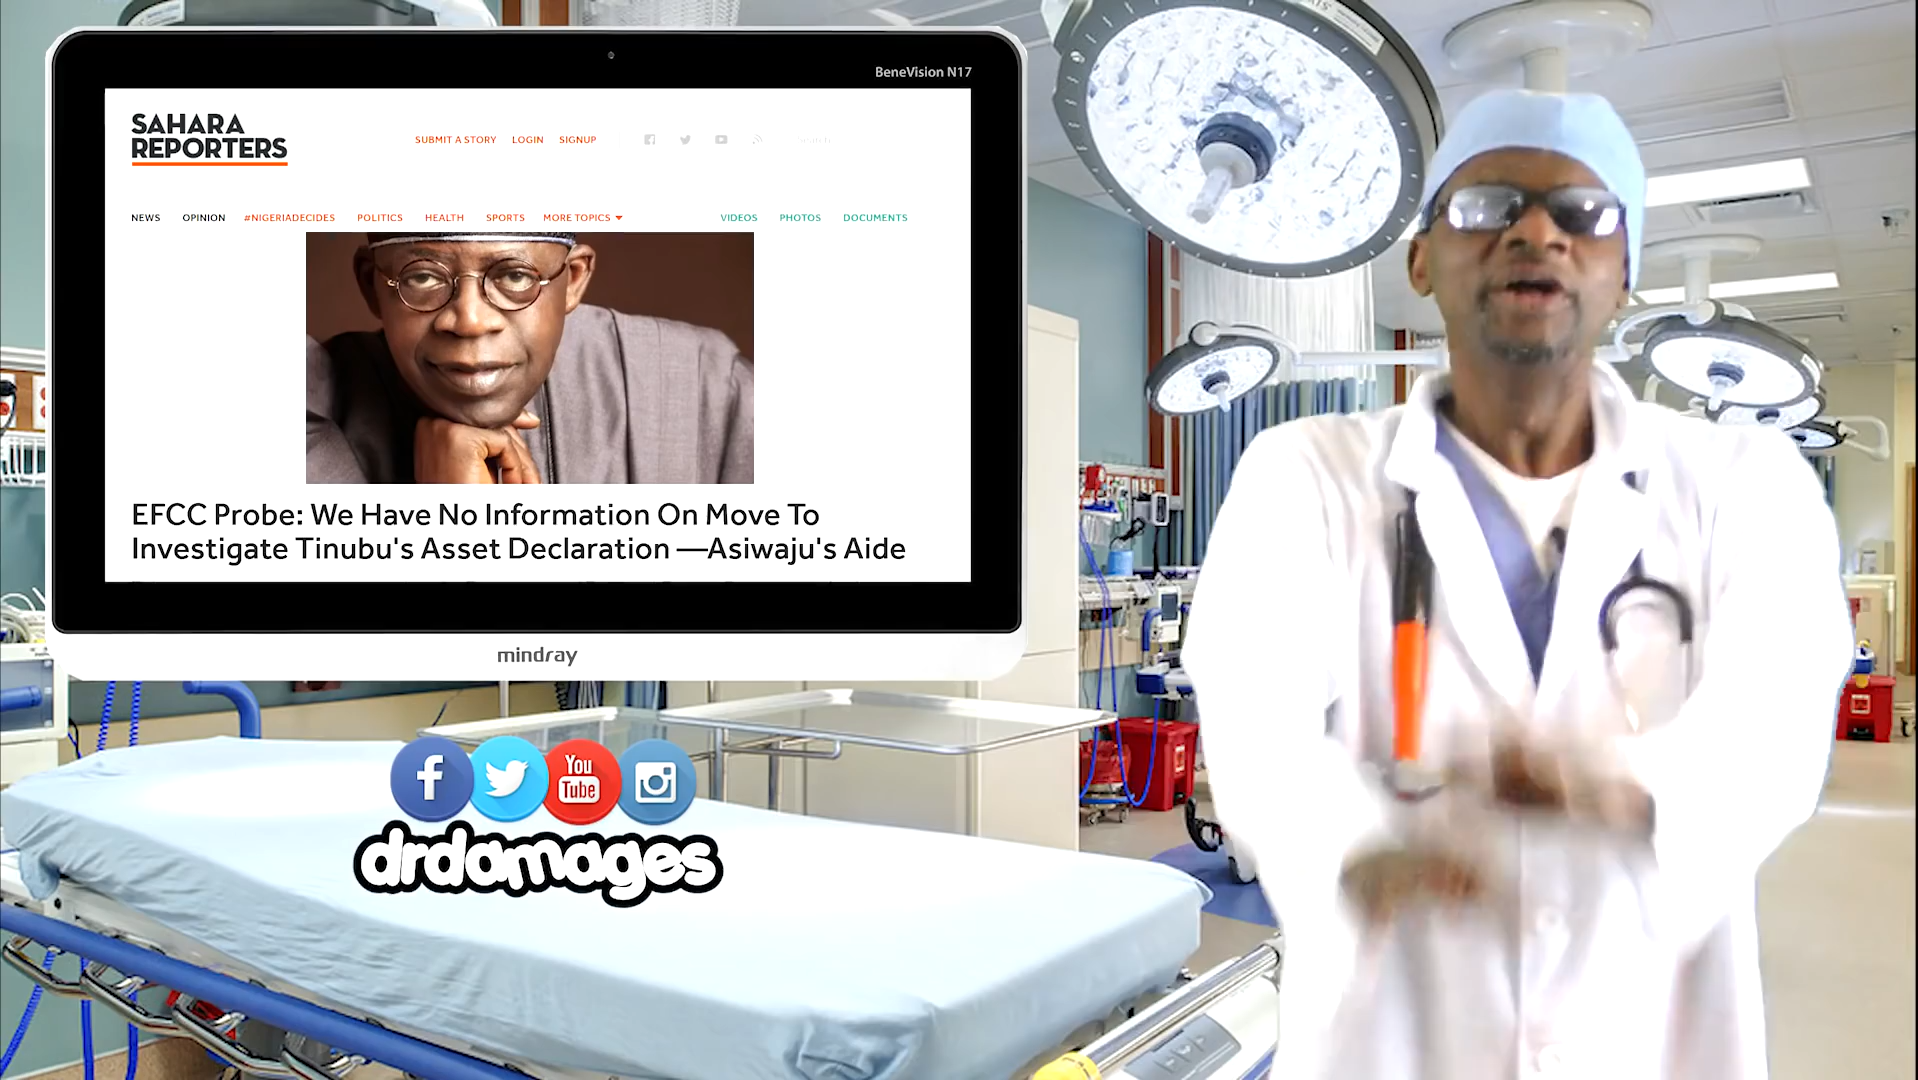 BeneVision N17
SAHARA
REPORTERS
SUBMIT A STORY LOGIN SIGNUP
NEWS OPINION #NIGERIADECIDES POLITICS HEALTH SPORTS MORE TOPICS VIDEOS PHOTOS DOCUMENTS
EFCC Probe: We Have No Information On Move To
Investigate Tinubu's Asset Declaration —Asiwaju's Aide
mindray
f
You
Tube
drdamages